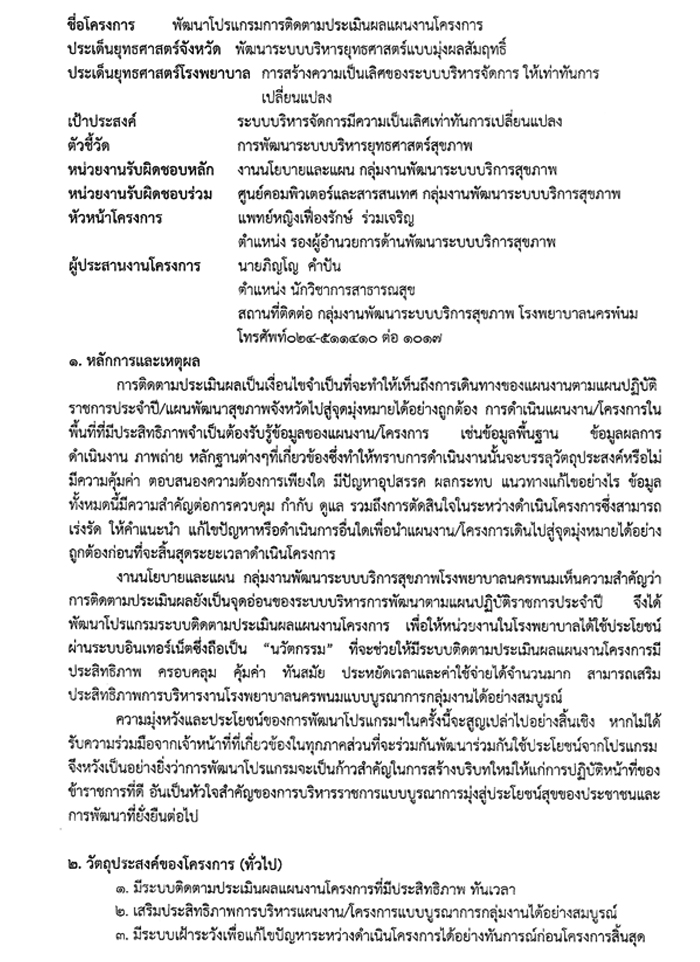 ชื่อโครงการ พัฒนาโปรแกรมการติดตามประเมินผลแผนงานโครงการ
ประเด็นยุทธศาสตร์จังหวัด พัฒนาระบบบริหารยุทธศาสตร์แบบมุ่งผลสัมฤทธิ์
ประเด็นยุทธศาสตร์โรงพยาบาล การสร้างความเป็นเลิศของระบบบริหารจัดการ ให้เท่าทันการ
เปลี่ยนแปลง
เป้าประสงค์ ระบบบริหารจัดการมีความเป็นเลิศเท่าทันการเปลี่ยนแปลง
ตัวชี้วัด การพัฒนาระบบบริหารยุทธศาสตร์สุขภาพ
หน่วยงานรับผิดชอบหลัก งานนโยบายและแผน กลุ่มงานพัฒนาระบบบริการสุขภาพ
หน่วยงานรับผิดชอบร่วม ศูนย์คอมพิวเตอร์และสารสนเทศ กลุ่มงานพัฒนาระบบบริการสุขภาพ
หัวหน้าโครงการ แพทย์หญิงเฟื่องรักษ์ ร่วมเจริญ
ตำแหน่ง รองผู้อำนวยการด้านพัฒนาระบบบริการสุขภาพ
ผู้ประสานงานโครงการ นายภิญโญ คำปัน
ตำแหน่ง นักวิชาการสาธารณสุข
สถานที่ติดต่อ กลุ่มงานพัฒนาระบบบริการสุขภาพ โรงพยาบาลนครพนม
โทรศัพท์๐๔๒-๕๑๑๔๑๐ ต่อ ๑๐๑๗
๑. หลักการและเหตุผล
การติดตามประเมินผลเป็นเงื่อนไขจำเป็นที่จะทำให้เห็นถึงการเดินทางของแผนงานตามแผนปฏิบัติ
ราชการประจำปี/แผนพัฒนาสุขภาพจังหวัดไปสู่จุดมุ่งหมายได้อย่างถูกต้อง การดำเนินแผนงาน/โครงการใน
พื้นที่ที่มีประสิทธิภาพจำเป็นต้องรับรู้ข้อมูลของแผนงาน/โครงการ เช่นข้อมูลพื้นฐาน ข้อมูลผลการ
ดำเนินงาน ภาพถ่าย หลักฐานต่างๆที่เกี่ยวข้องซึ่งทำให้ทราบการดำเนินงานนั้นจะบรรลุวัตถุประสงค์หรือไม่
มีความคุ้มค่า ตอบสนองความต้องการเพียงใด มีปัญหาอุปสรรค ผลกระทบ แนวทางแก้ไขอย่างไร ข้อมูล
ทั้งหมดนี้มีความสำคัญต่อการควบคุม กำกับ ดูแล รวมถึงการตัดสินใจในระหว่างดำเนินโครงการซึ่งสามารถ
เร่งรัด ให้คำแนะนำ แก้ไขปัญหาหรือดำเนินการอื่นใดเพื่อนำแผนงาน/โครงการเดินไปสู่จุดมุ่งหมายได้อย่าง
ถูกต้องก่อนที่จะสิ้นสุดระยะเวลาดำเนินโครงการ
งานนโยบายและแผน กลุ่มงานพัฒนาระบบบริการสุขภาพโรงพยาบาลนครพนมเห็นความสำคัญว่า
การติดตามประเมินผลยังเป็นจุดอ่อนของระบบบริหารการพัฒนาตามแผนปฏิบัติราชการประจำปี จึงได้
พัฒนาโปรแกรมระบบติดตามประเมินผลแผนงานโครงการ เพื่อให้หน่วยงานในโรงพยาบาลได้ใช้ประโยชน์
ผ่านระบบอินเทอร์เน็ตซึ่งถือเป็น "นวัตกรรม" ที่จะช่วยให้มีระบบติดตามประเมินผลแผนงานโครงการมี
ประสิทธิภาพ ครอบคลุม คุ้มค่า ทันสมัย ประหยัดเวลาและค่าใช้จ่ายได้จำนวนมาก สามารถเสริม
ประสิทธิภาพการบริหารงานโรงพยาบาลนครพนมแบบบูรณาการกลุ่มงานได้อย่างสมบูรณ์
ความมุ่งหวังและประโยชน์ของการพัฒนาโปรแกรมฯในครั้งนี้จะสูญเปล่าไปอย่างสิ้นเชิง หากไม่ได้
รับความร่วมมือจากเจ้าหน้าที่ที่เกี่ยวข้องในทุกภาคส่วนที่จะร่วมกันพัฒนาร่วมกันใช้ประโยชน์จากโปรแกรม
จึงหวังเป็นอย่างยิ่งว่าการพัฒนาโปรแกรมจะเป็นก้าวสำคัญในการสร้างบริบทใหม่ให้แก่การปฏิบัติหน้าที่ของ
ข้าราชการที่ดี อันเป็นหัวใจสำคัญของการบริหารราชการแบบบูรณาการมุ่งสู่ประโยชน์สุขของประชาชนและ
การพัฒนาที่ยั่งยืนต่อไป
๒. วัตถุประสงค์ของโครงการ (ทั่วไป)
๑. มีระบบติดตามประเมินผลแผนงานโครงการที่มีประสิทธิภาพ ทันเวลา
๒. เสริมประสิทธิภาพการบริหารแผนงาน/โครงการแบบบูรณาการกลุ่มงานได้อย่างสมบูรณ์
๓. มีระบบเฝ้าระวังเพื่อแก้ไขปัญหาระหว่างดำเนินโครงการได้อย่างทันการณ์ก่อนโครงการสิ้นสุด